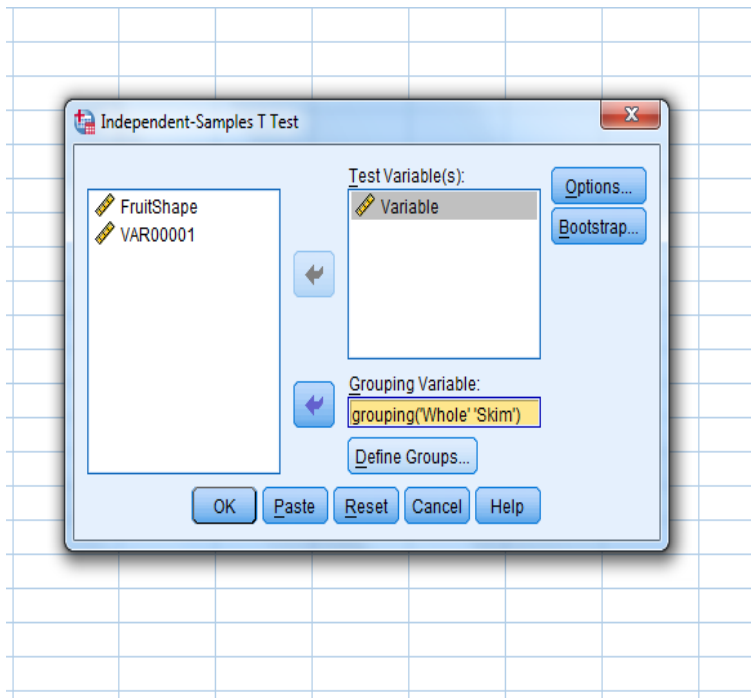 Independent-Samples T Test
X
FruitShape
VAR00001
Test Variable(s):
Variable
Options...
Bootstrap...
Grouping Variable:
grouping('Whole' 'Skim')
Define Groups...
OK Paste Reset Cancel Help